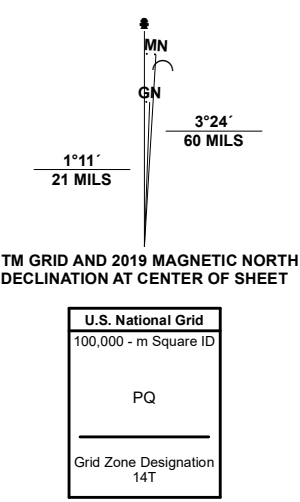 MN
GN
3°24´
60 MILS
1°11´
21 MILS
TM GRID AND 2019 MAGNETIC NORTH
DECLINATION AT CENTER OF SHEET
U.S. National Grid
100,000 - m Square ID
PQ
Grid Zone Designation
14T